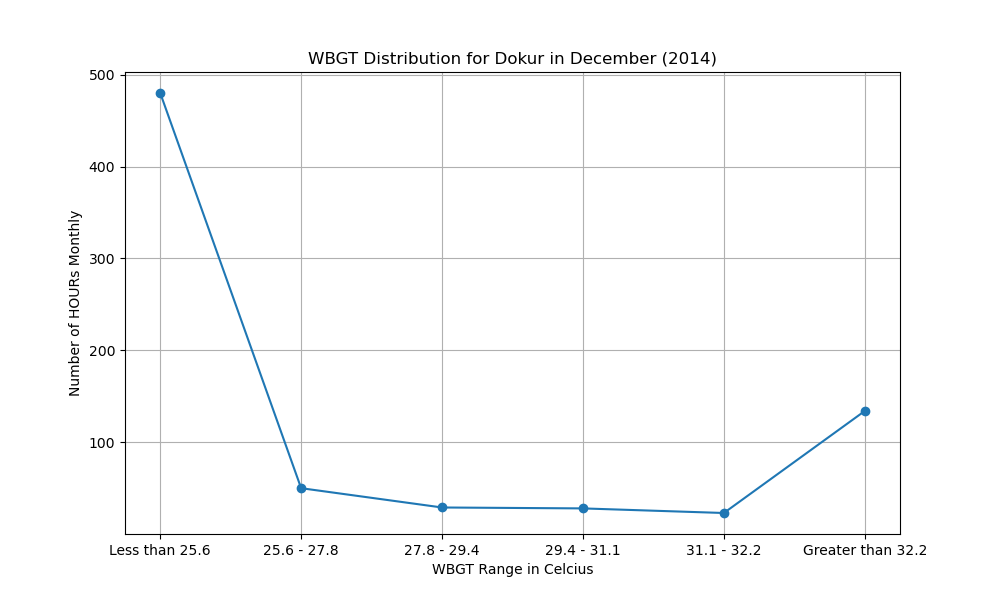 WBGT Distribution for Dokur in December (2014)
500
400
300
200
100
Number of HOURs Monthly
Less than 25.6
25.6 - 27.8
27.8 - 29.4
29.4 - 31.1
31.1 - 32.2
Greater than 32.2
WBGT Range in Celcius